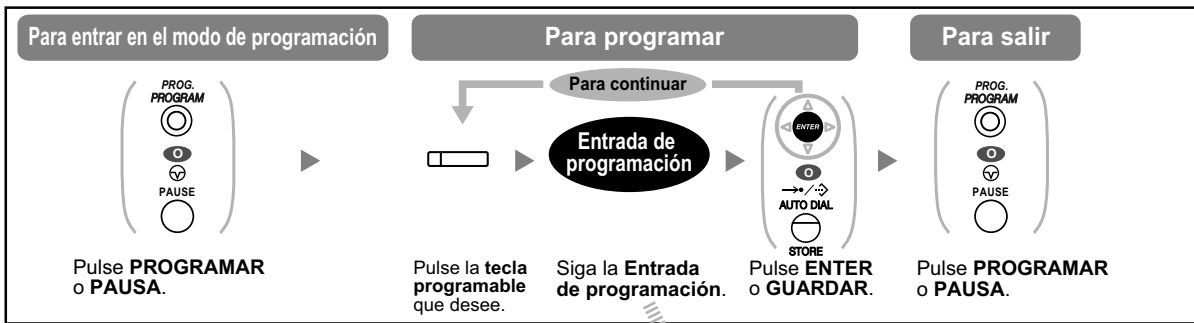 Para entrar en el modo de programación
Para programar
Para salir
Para continuar
PROG.
PROGRAM
O
PAUSE
Entrada de
programación
ENTER
O
AUTO DIAL
STORE
PROG.
PROGRAM
O
PAUSE
Pulse PROGRAMAR
o PAUSA.
Pulse la tecla
programable
que desee.
Siga la Entrada
de programación.
Pulse ENTER
o GUARDAR.
Pulse PROGRAMAR
o PAUSA.